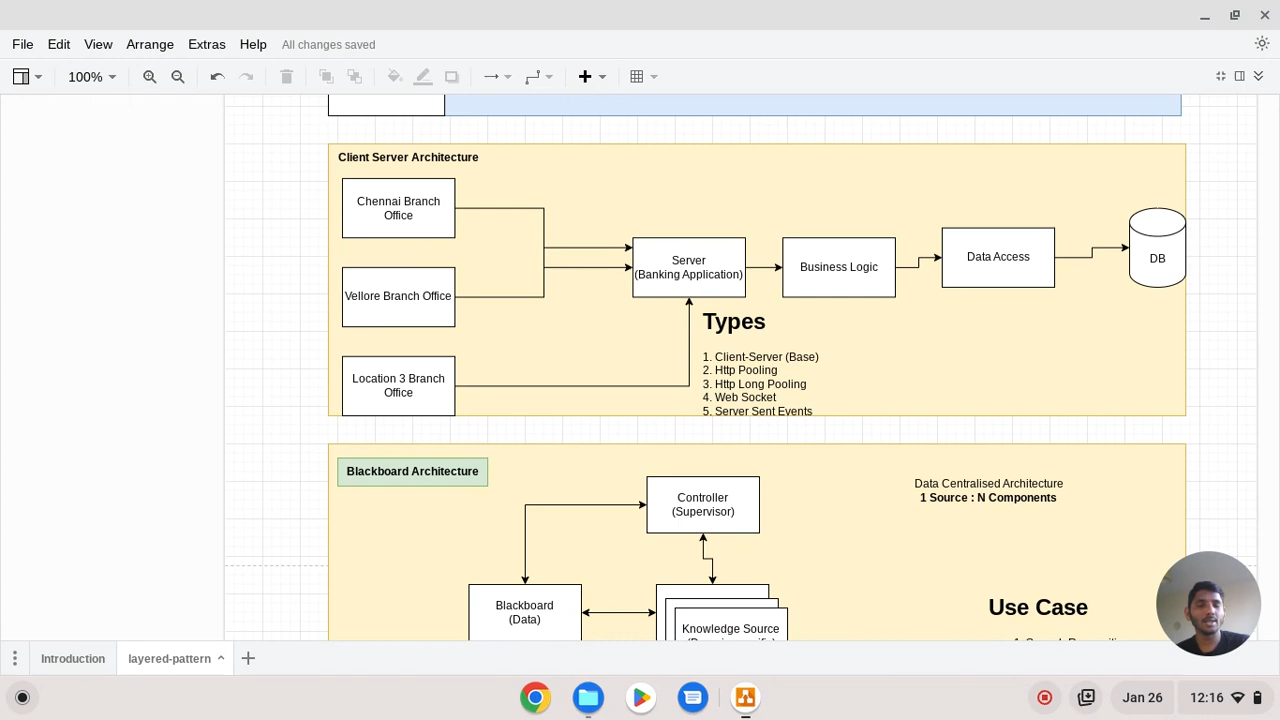 File Edit View Arrange Extras Help All changes saved
100%
Client Server Architecture
Chennai Branch
Office
Vellore Branch Office
Location 3 Branch
Office
Server
(Banking Application)
Business Logic
Data Access
DB
Types
1. Client-Server (Base)
2. Http Pooling
3. Http Long Pooling
4. Web Socket
5. Server Sent Events
Blackboard Architecture
Controller
(Supervisor)
Data Centralised Architecture
1 Source : N Components
Blackboard
(Data)
Knowledge Source
Use Case
Introduction layered-pattern
Jan 26 12:16